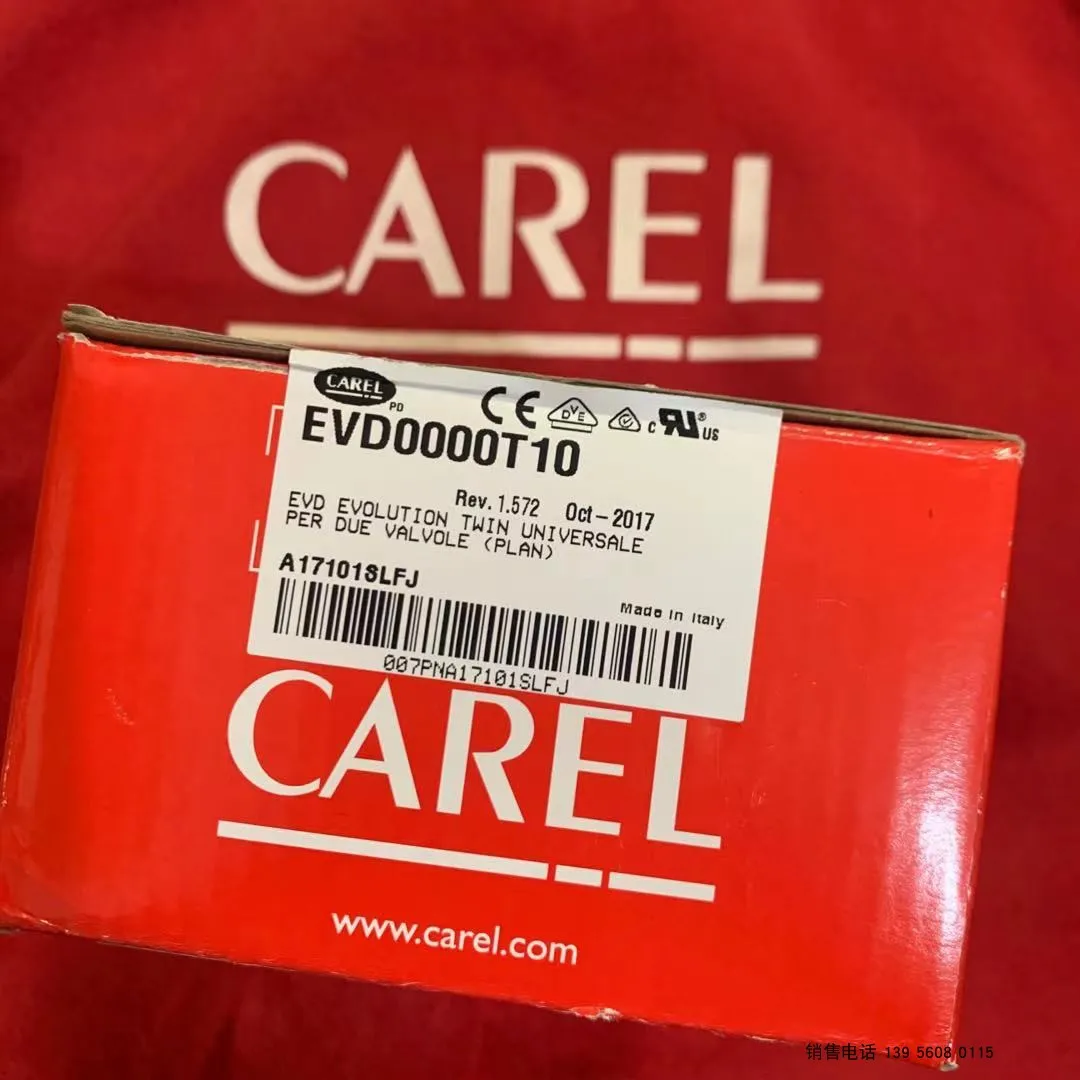 CAREL
CAREL
PD
CE
DVE
C RU ® US
EVD0000T10
Rev. 1.572 Oct-2017
EVD EVOLUTION TWIN UNIVERSALE
PER DUE VALVOLE (PLAN)
A17101SLFJ
Made in Italy
007PNA17101SLFJ
CAREL
www.carel.com
销售电话 139 5608 0115